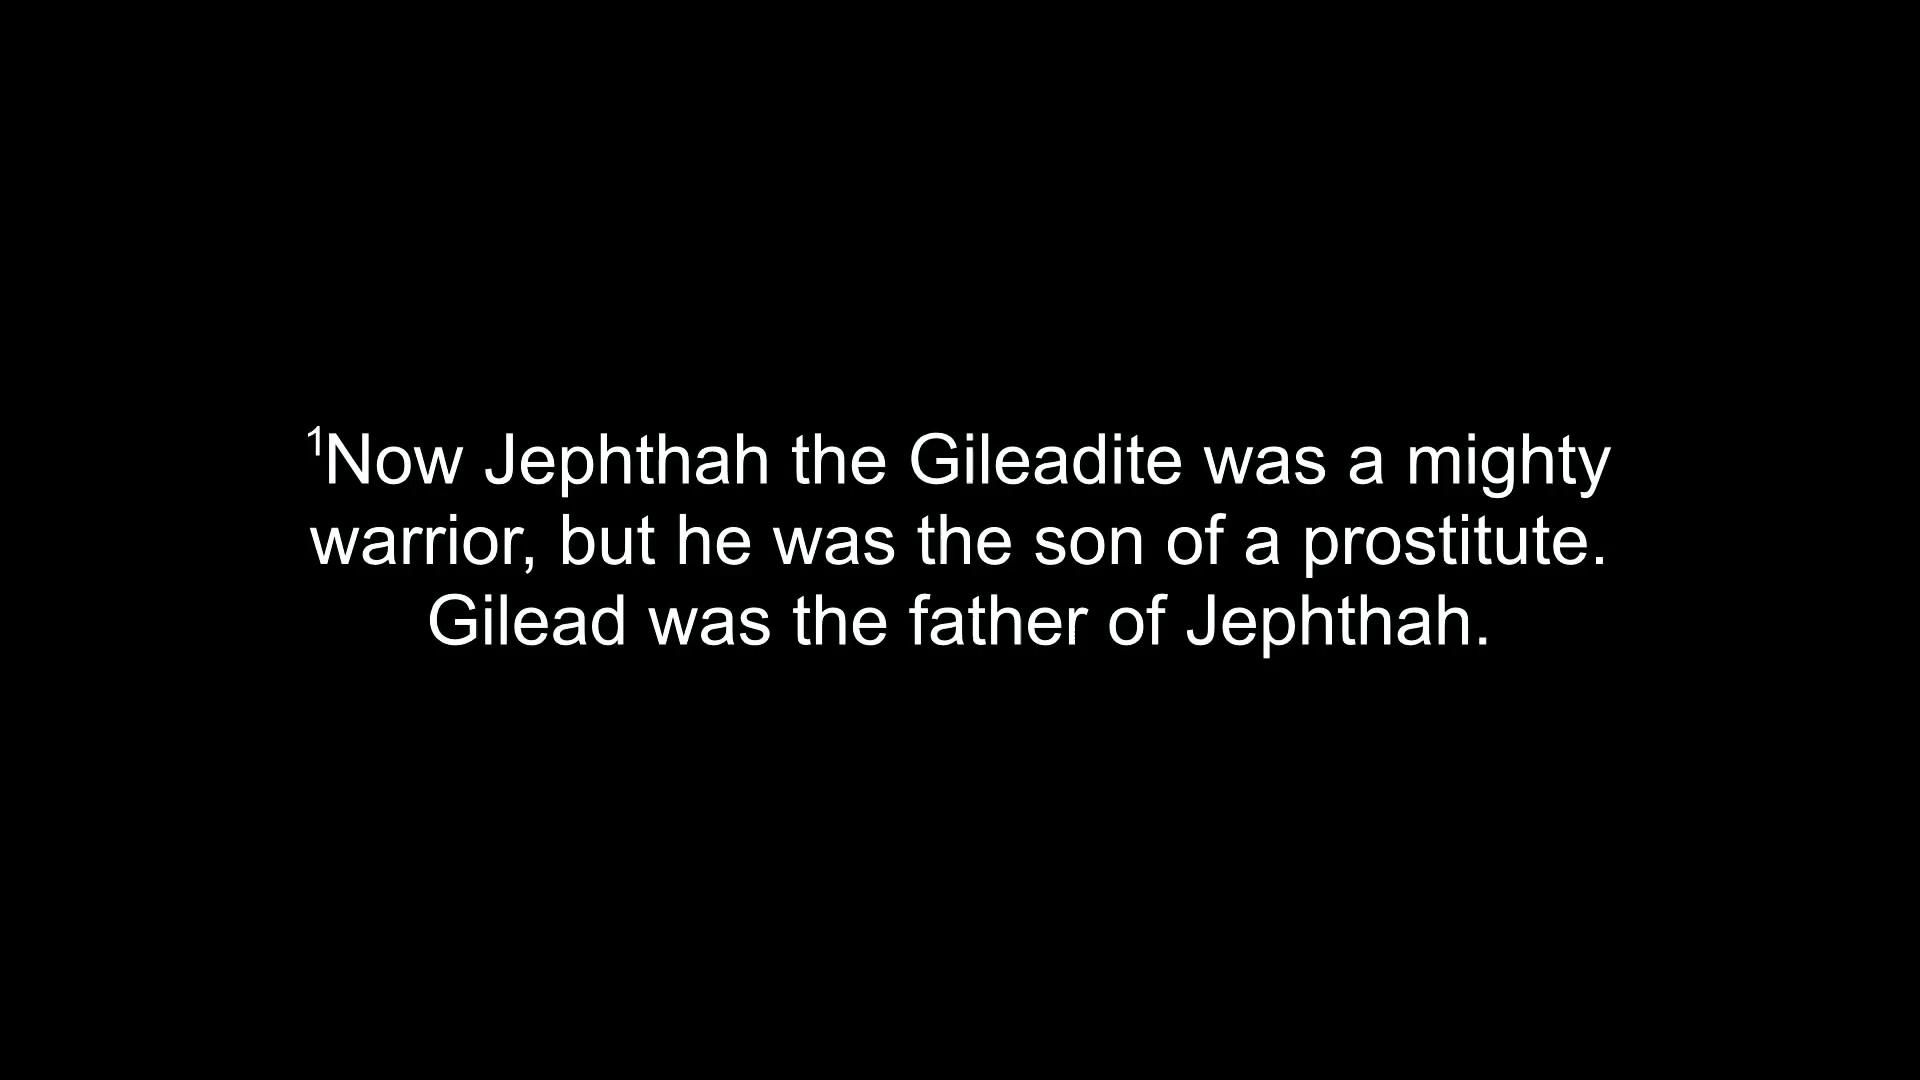 ¹Now Jephthah the Gileadite was a mighty
warrior, but he was the son of a prostitute.
Gilead was the father of Jephthah.